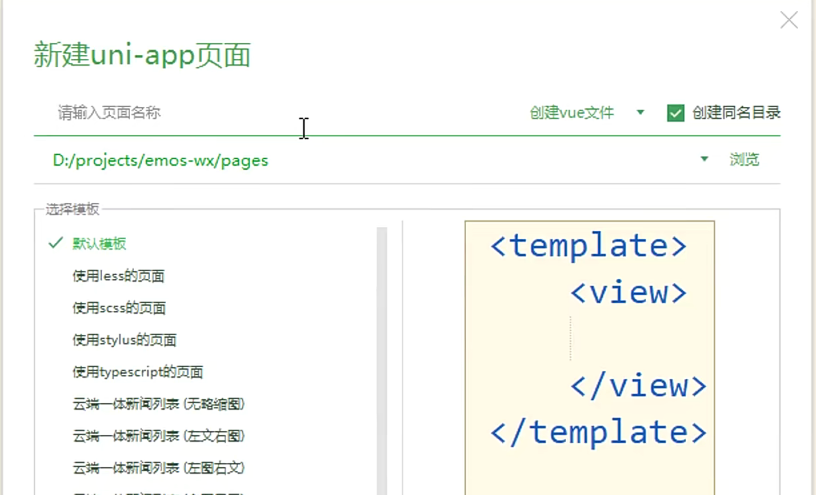 新建uni-app页面
请输入页面名称 创建vue文件 创建同名目录
D:/projects/emos-wx/pages 浏览
选择模板
默认模板
使用less的页面
使用scss的页面
使用stylus的页面
使用typescript的页面
云端一体新闻列表 (无略缩图)
云端一体新闻列表 (左文右图)
云端一体新闻列表 (左图右文)
<template>
<view>
</view>
</template>